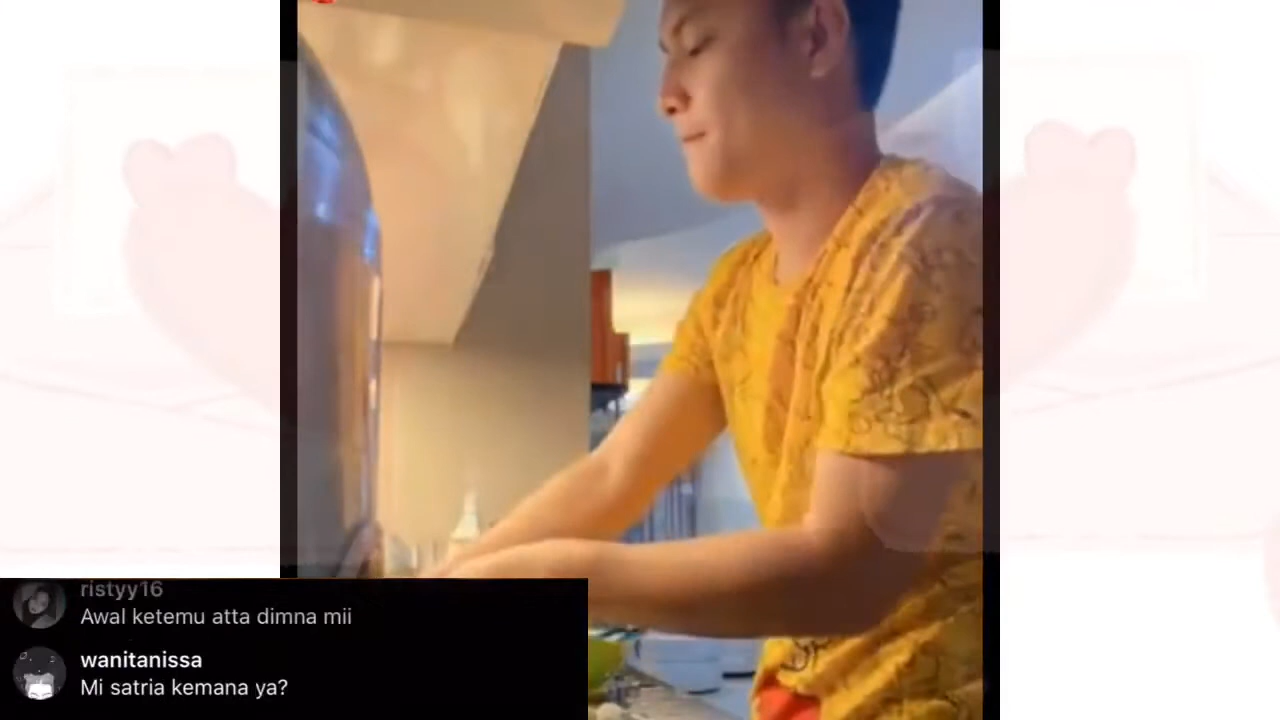 ristyy16
Awal ketemu atta dimna mii
wanitanissa
Mi satria kemana ya?